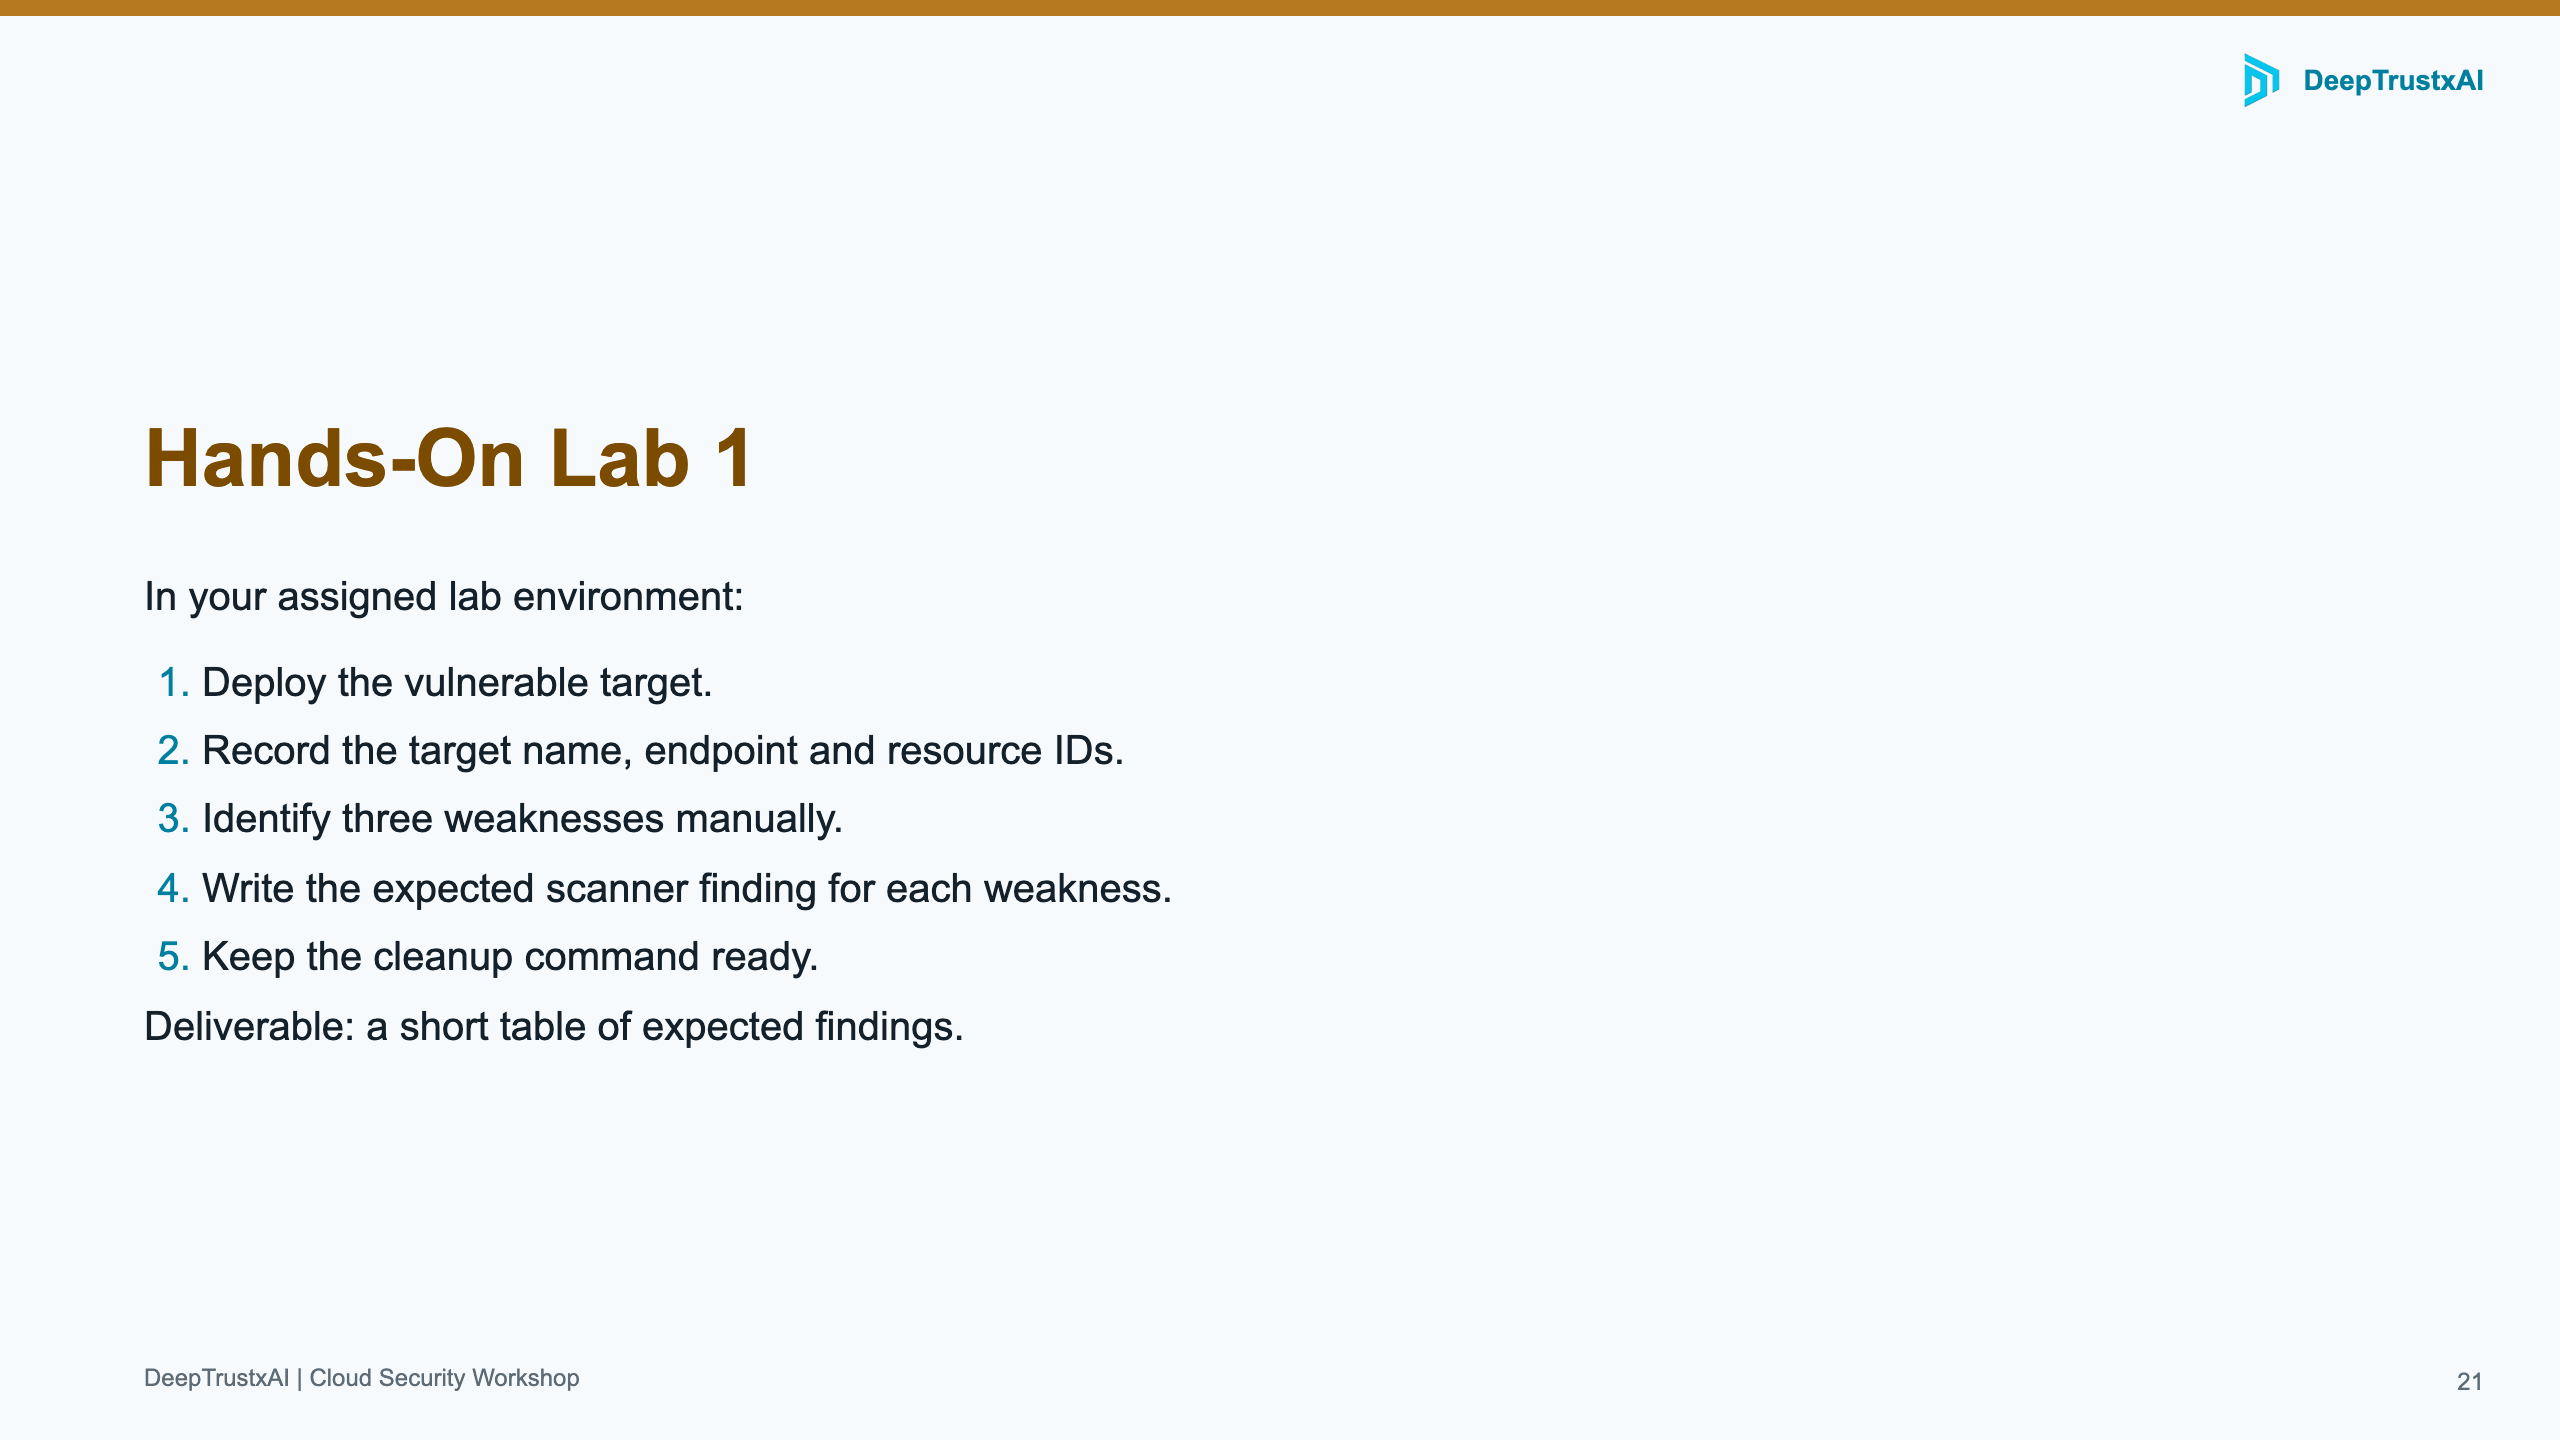 DeepTrustxAI
Hands-On Lab 1
In your assigned lab environment:
1. Deploy the vulnerable target.
2. Record the target name, endpoint and resource IDs.
3. Identify three weaknesses manually.
4. Write the expected scanner finding for each weakness.
5. Keep the cleanup command ready.
Deliverable: a short table of expected findings.
DeepTrustxAI | Cloud Security Workshop
21